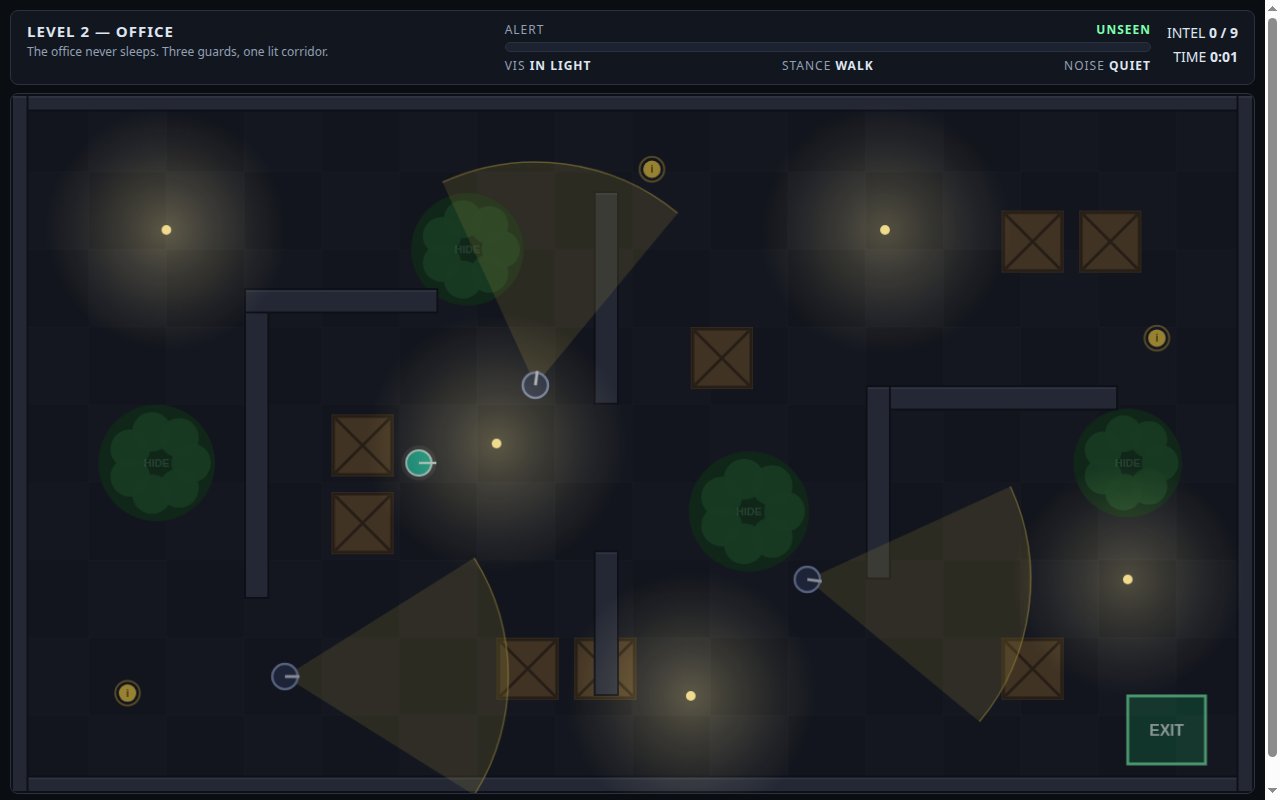 LEVEL 2 — OFFICE
The office never sleeps. Three guards, one lit corridor.
ALERT UNSEEN
VIS IN LIGHT STANCE WALK NOISE QUIET
INTEL 0 / 9
TIME 0:01
i
HIDE
i
HIDE
HIDE
HIDE
i
EXIT